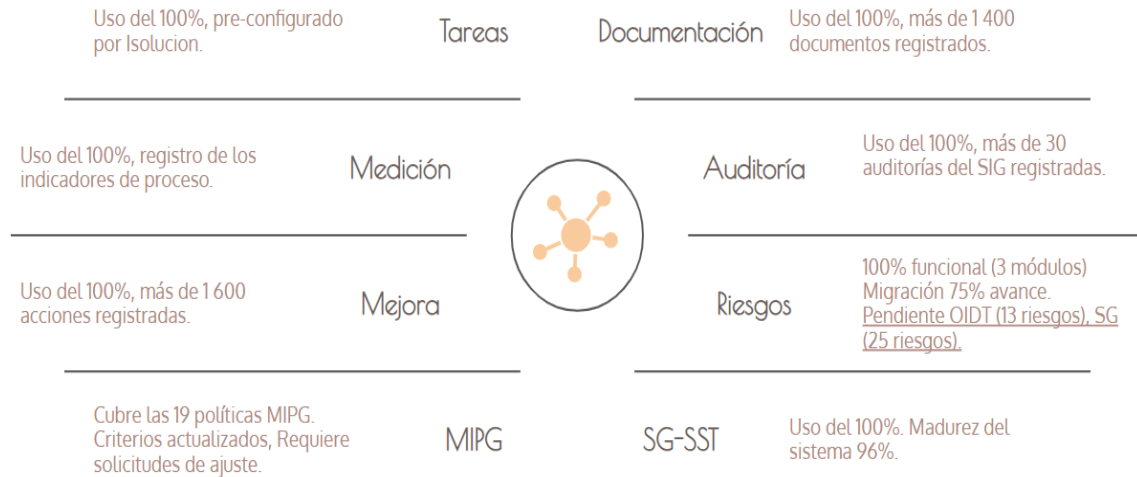 Uso del 100%, pre-configurado
por Isolucion.
Tareas
Documentación
Uso del 100%, más de 1 400
documentos registrados.
Uso del 100%, registro de los
indicadores de proceso.
Medición
Auditoría
Uso del 100%, más de 30
auditorías del SIG registradas.
Uso del 100%, más de 1 600
acciones registradas.
Mejora
Riesgos
100% funcional (3 módulos)
Migración 75% avance.
Pendiente OIDT (13 riesgos), SG
(25 riesgos).
Cubre las 19 políticas MIPG.
Criterios actualizados, Requiere
solicitudes de ajuste.
MIPG
SG-SST
Uso del 100%. Madurez del
sistema 96%.